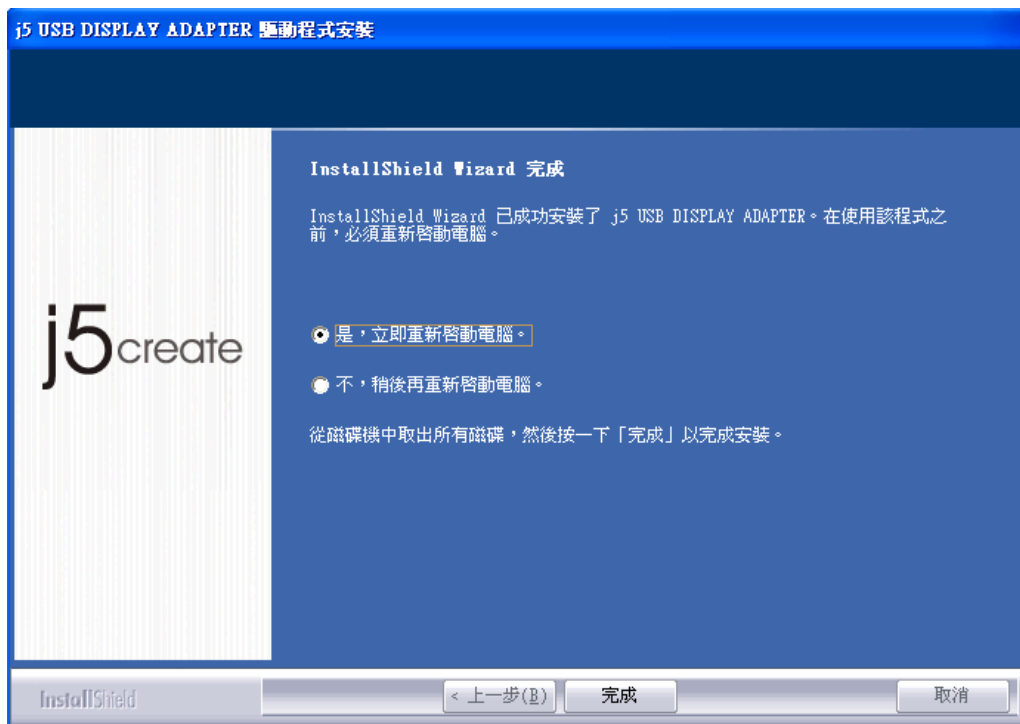 j5 USB DISPLAY ADAPTER 驅動程式安裝
InstallShield Wizard 完成
InstallShield Wizard 已成功安裝了 j5 USB DISPLAY ADAPTER。在使用該程式之
前，必須重新啓動電腦。
j5create
是，立即重新啓動電腦。
不，稍後再重新啓動電腦。
從磁碟機中取出所有磁碟，然後按一下「完成」以完成安裝。
InstallShield
< 上一步(B)
完成
取消